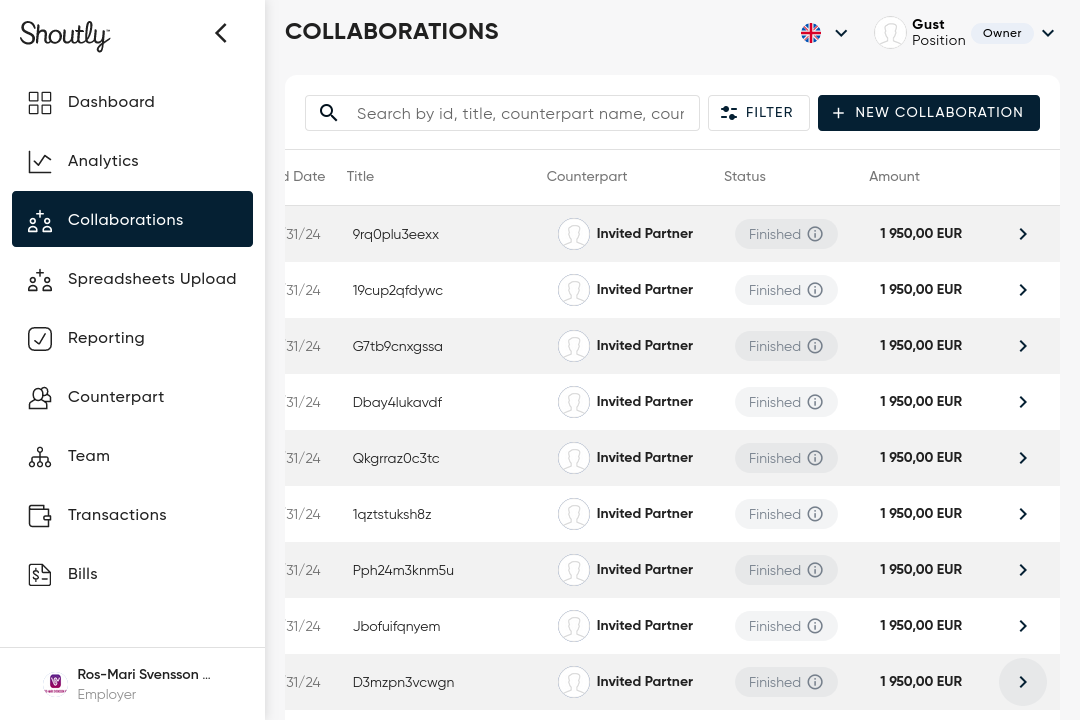 Shoutly
COLLABORATIONS
Gust
Position
Owner
Dashboard
Analytics
Collaborations
Spreadsheets Upload
Reporting
Counterpart
Team
Transactions
Bills
Ros-Mari Svensson ...
Employer
Search by id, title, counterpart name, cour
FILTER
+ NEW COLLABORATION
d Date Title Counterpart Status Amount
31/24 9rq0plu3eexx Invited Partner Finished 1 950,00 EUR
31/24 19cup2qfdywc Invited Partner Finished 1 950,00 EUR
31/24 G7tb9cnxgssa Invited Partner Finished 1 950,00 EUR
31/24 Dbay4lukavdf Invited Partner Finished 1 950,00 EUR
31/24 Qkgrraz0c3tc Invited Partner Finished 1 950,00 EUR
31/24 1qztstuksh8z Invited Partner Finished 1 950,00 EUR
31/24 Pph24m3knm5u Invited Partner Finished 1 950,00 EUR
31/24 Jbofuifqnyem Invited Partner Finished 1 950,00 EUR
31/24 D3mzpn3vcwgn Invited Partner Finished 1 950,00 EUR